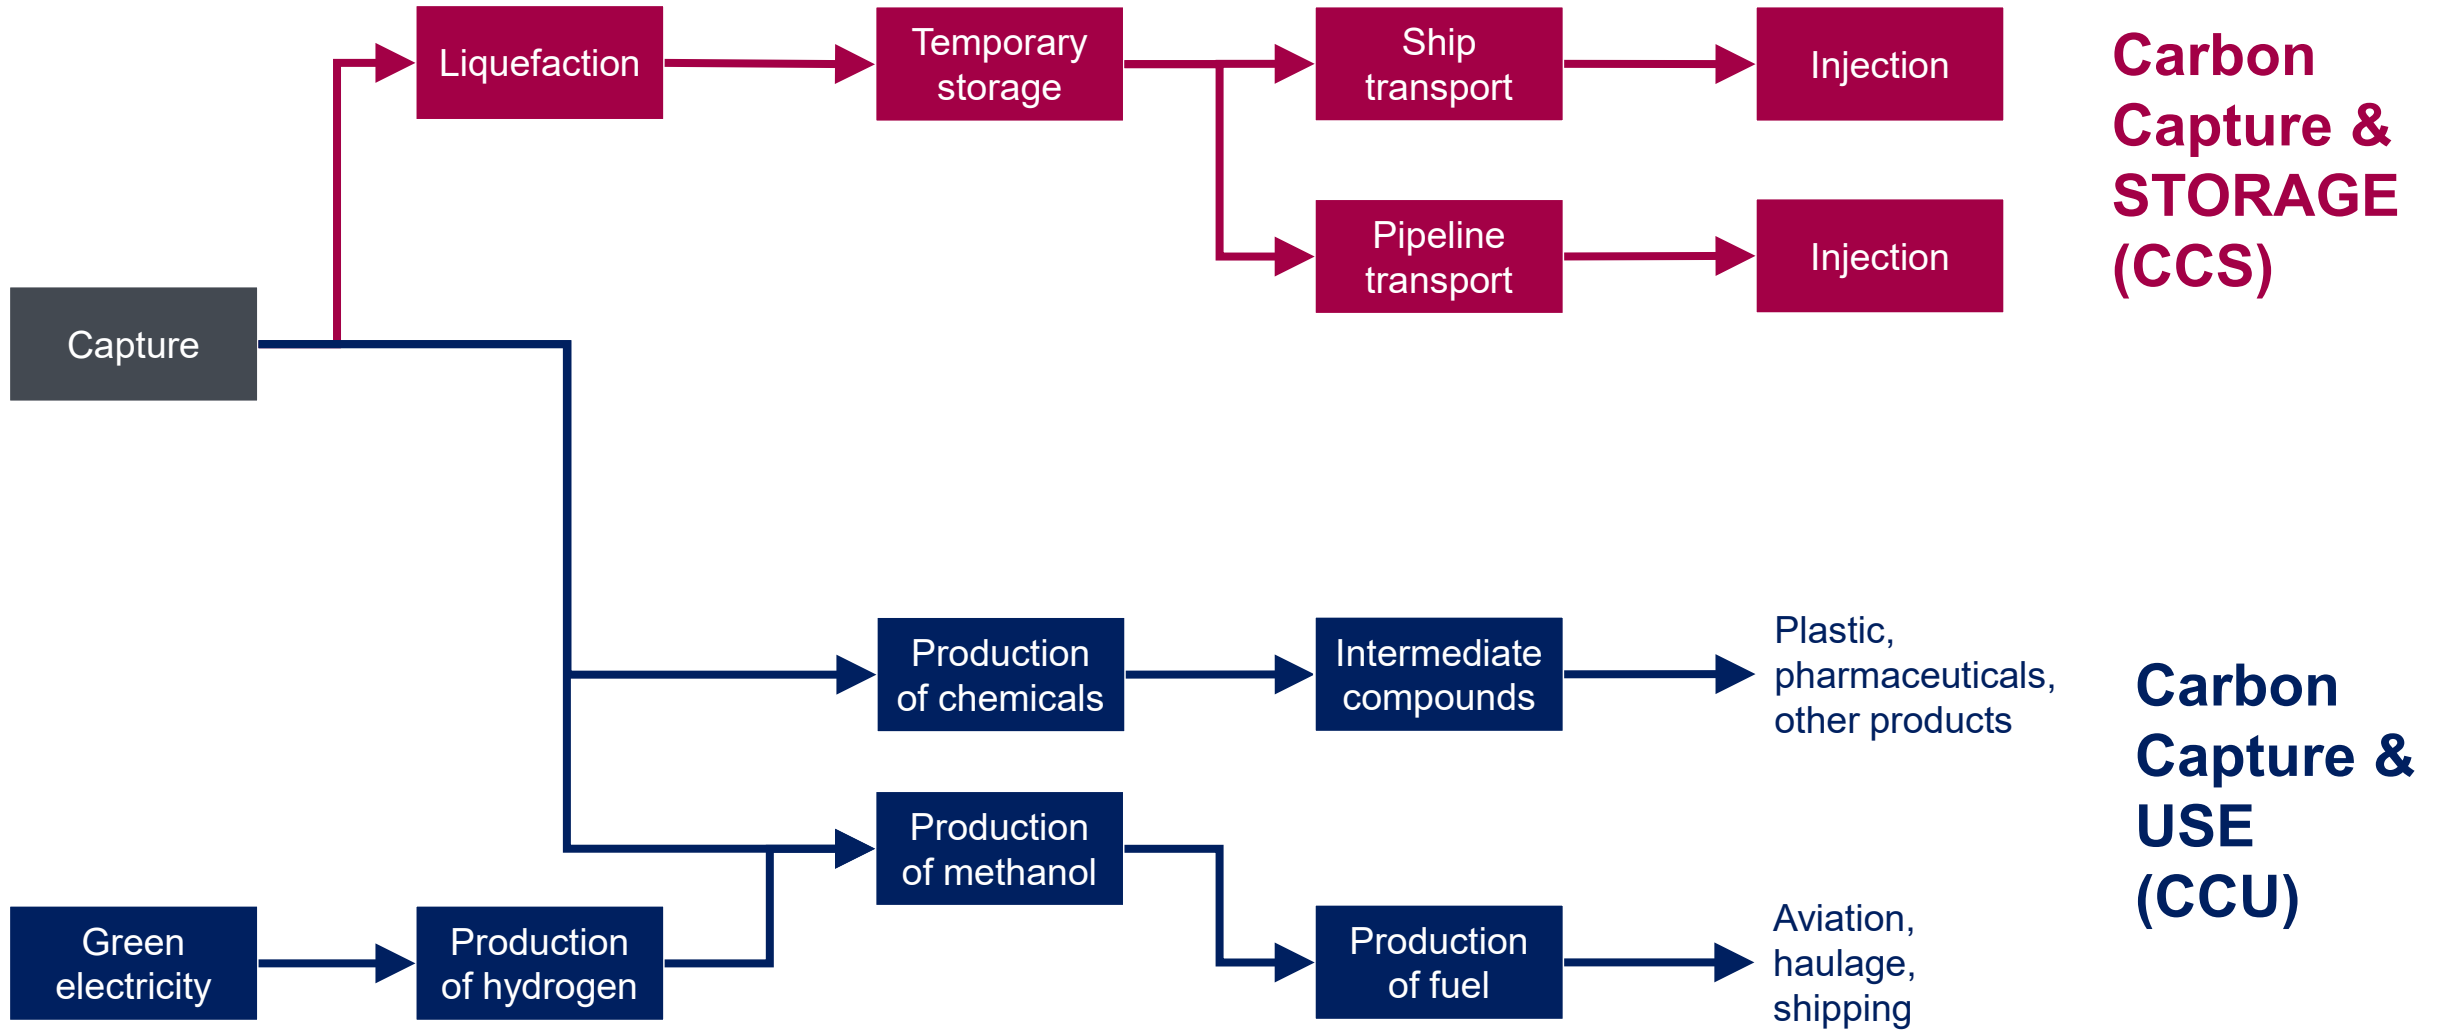 Liquefaction
Temporary
storage
Ship
transport
Injection
Carbon
Capture &
STORAGE
(CCS)
Pipeline
transport
Injection
Capture
Production
of chemicals
Intermediate
compounds
Plastic,
pharmaceuticals,
other products
Carbon
Capture &
USE
(CCU)
Production
of methanol
Green
electricity
Production
of hydrogen
Production
of fuel
Aviation,
haulage,
shipping